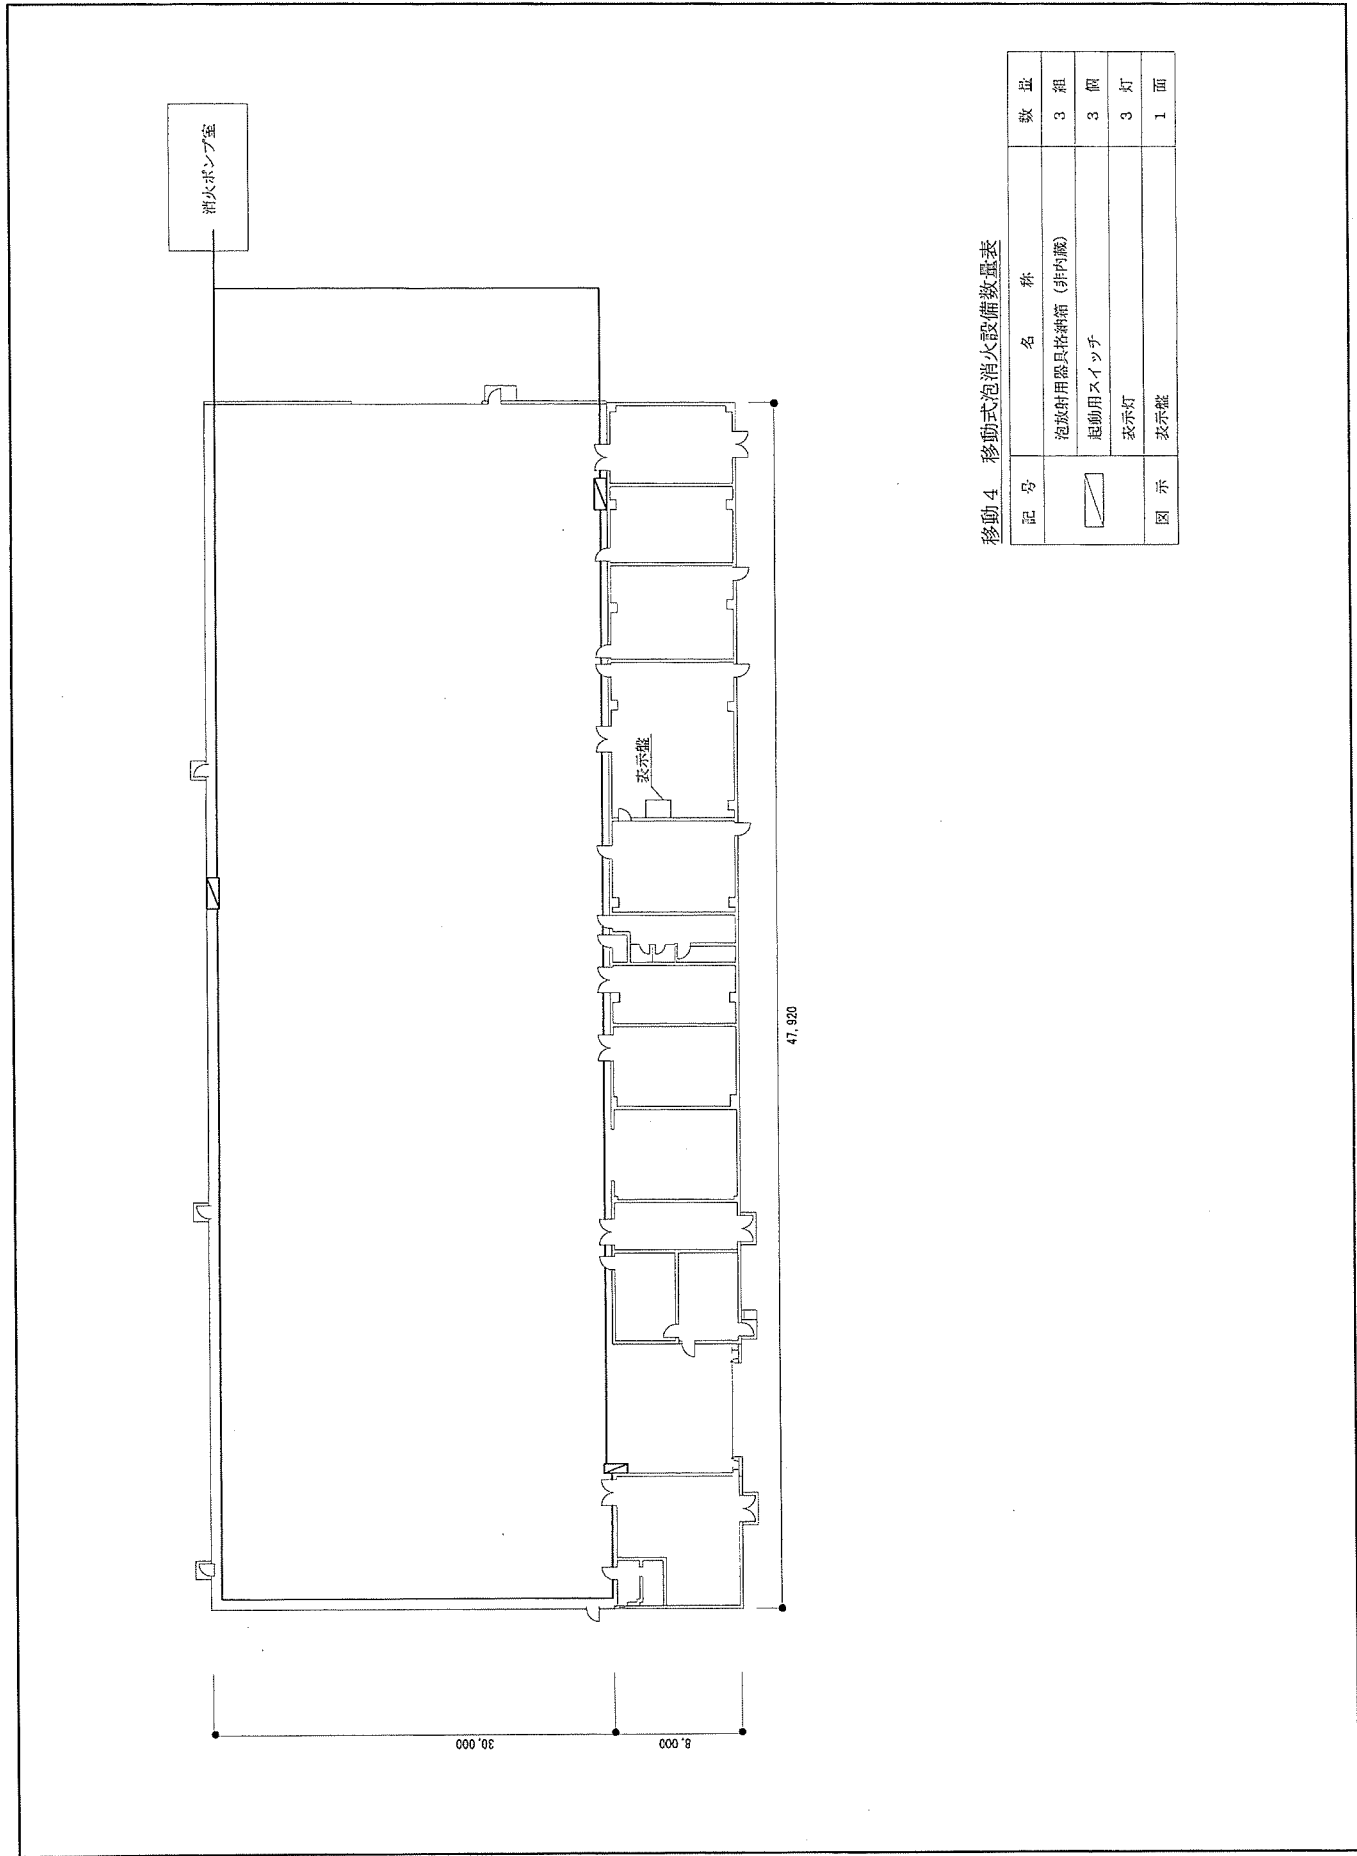 消火ポンプ室
表示盤
47,920
30,000
8,000
移動4 移動式泡消火設備数量表
記号 名称 数量
泡放射用器具格納箱（非内蔵） 3 組
起動用スイッチ 3 個
表示灯 3 灯
図示 表示盤 1 面